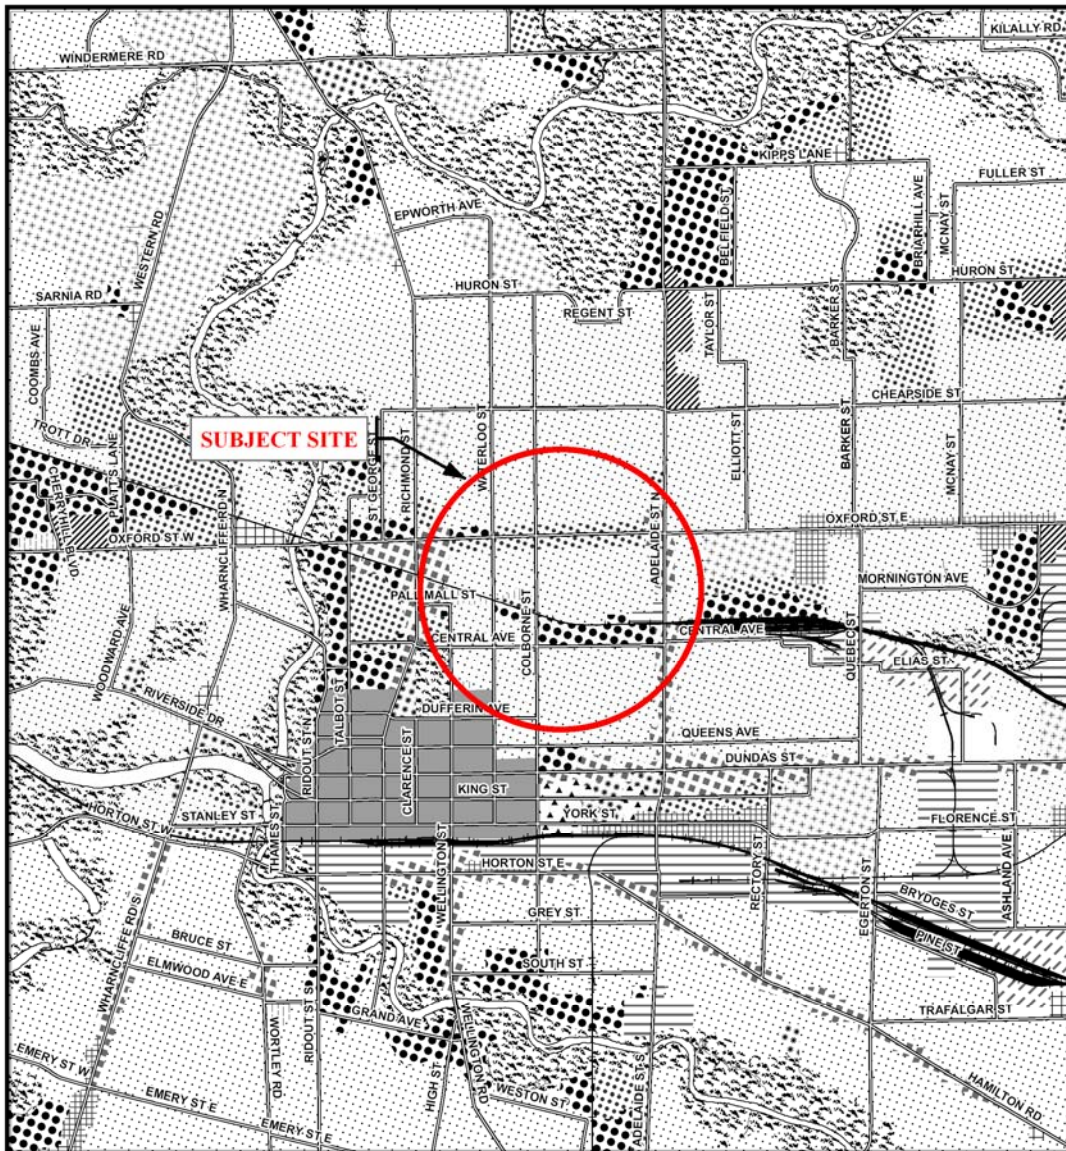 WINDERMERE RD
KILALLY RD
KIPPS LANE
FULLER ST
EPWORTH AVE
BELFIELD ST
BRIARHILL AVE
MCNAY ST
WESTERN RD
HURON ST
HURON ST
SARNIA RD
REGENT ST
TAYLOR ST
BARKER ST
COOMBS AVE
CHEAPSIDE ST
TROTT DR
SUBJECT SITE
ST GEORGE ST
RICHMOND ST
WATERLOO ST
ELLIOTT ST
BARKER ST
MCNAY ST
PLATT'S LANE
CHERRYHILL BLVD
WHARNCLIFFE RD N
OXFORD ST W
OXFORD ST E
ADELAIDE ST N
MORNINGTON AVE
PALL MALL ST
COLBORNE ST
WOODWARD AVE
CENTRAL AVE
CENTRAL AVE
QUEBEC ST
ELIAS ST
RIVERSIDE DR
TALBOT ST
DUFFERIN AVE
RIDOUT ST N
CLARENCE ST
QUEENS AVE
DUNDAS ST
KING ST
HORTON ST W
STANLEY ST
THAMES ST
YORK ST
FLORENCE ST
WELLINGTON ST
HORTON ST E
RECTORY ST
EGERTON ST
BRYDGES ST
ASHLAND AVE
WHARNCLIFFE RD S
GREY ST
PINE ST
BRUCE ST
ELMWOOD AVE E
SOUTH ST
RIDOUT ST S
GRAND AVE
WORTLEY RD
WELLINGTON RD
TRAFALGAR ST
EMERY ST W
HIGH ST
WESTON ST
ADELAIDE ST S
HAMILTON RD
EMERY ST E
EMERY ST E